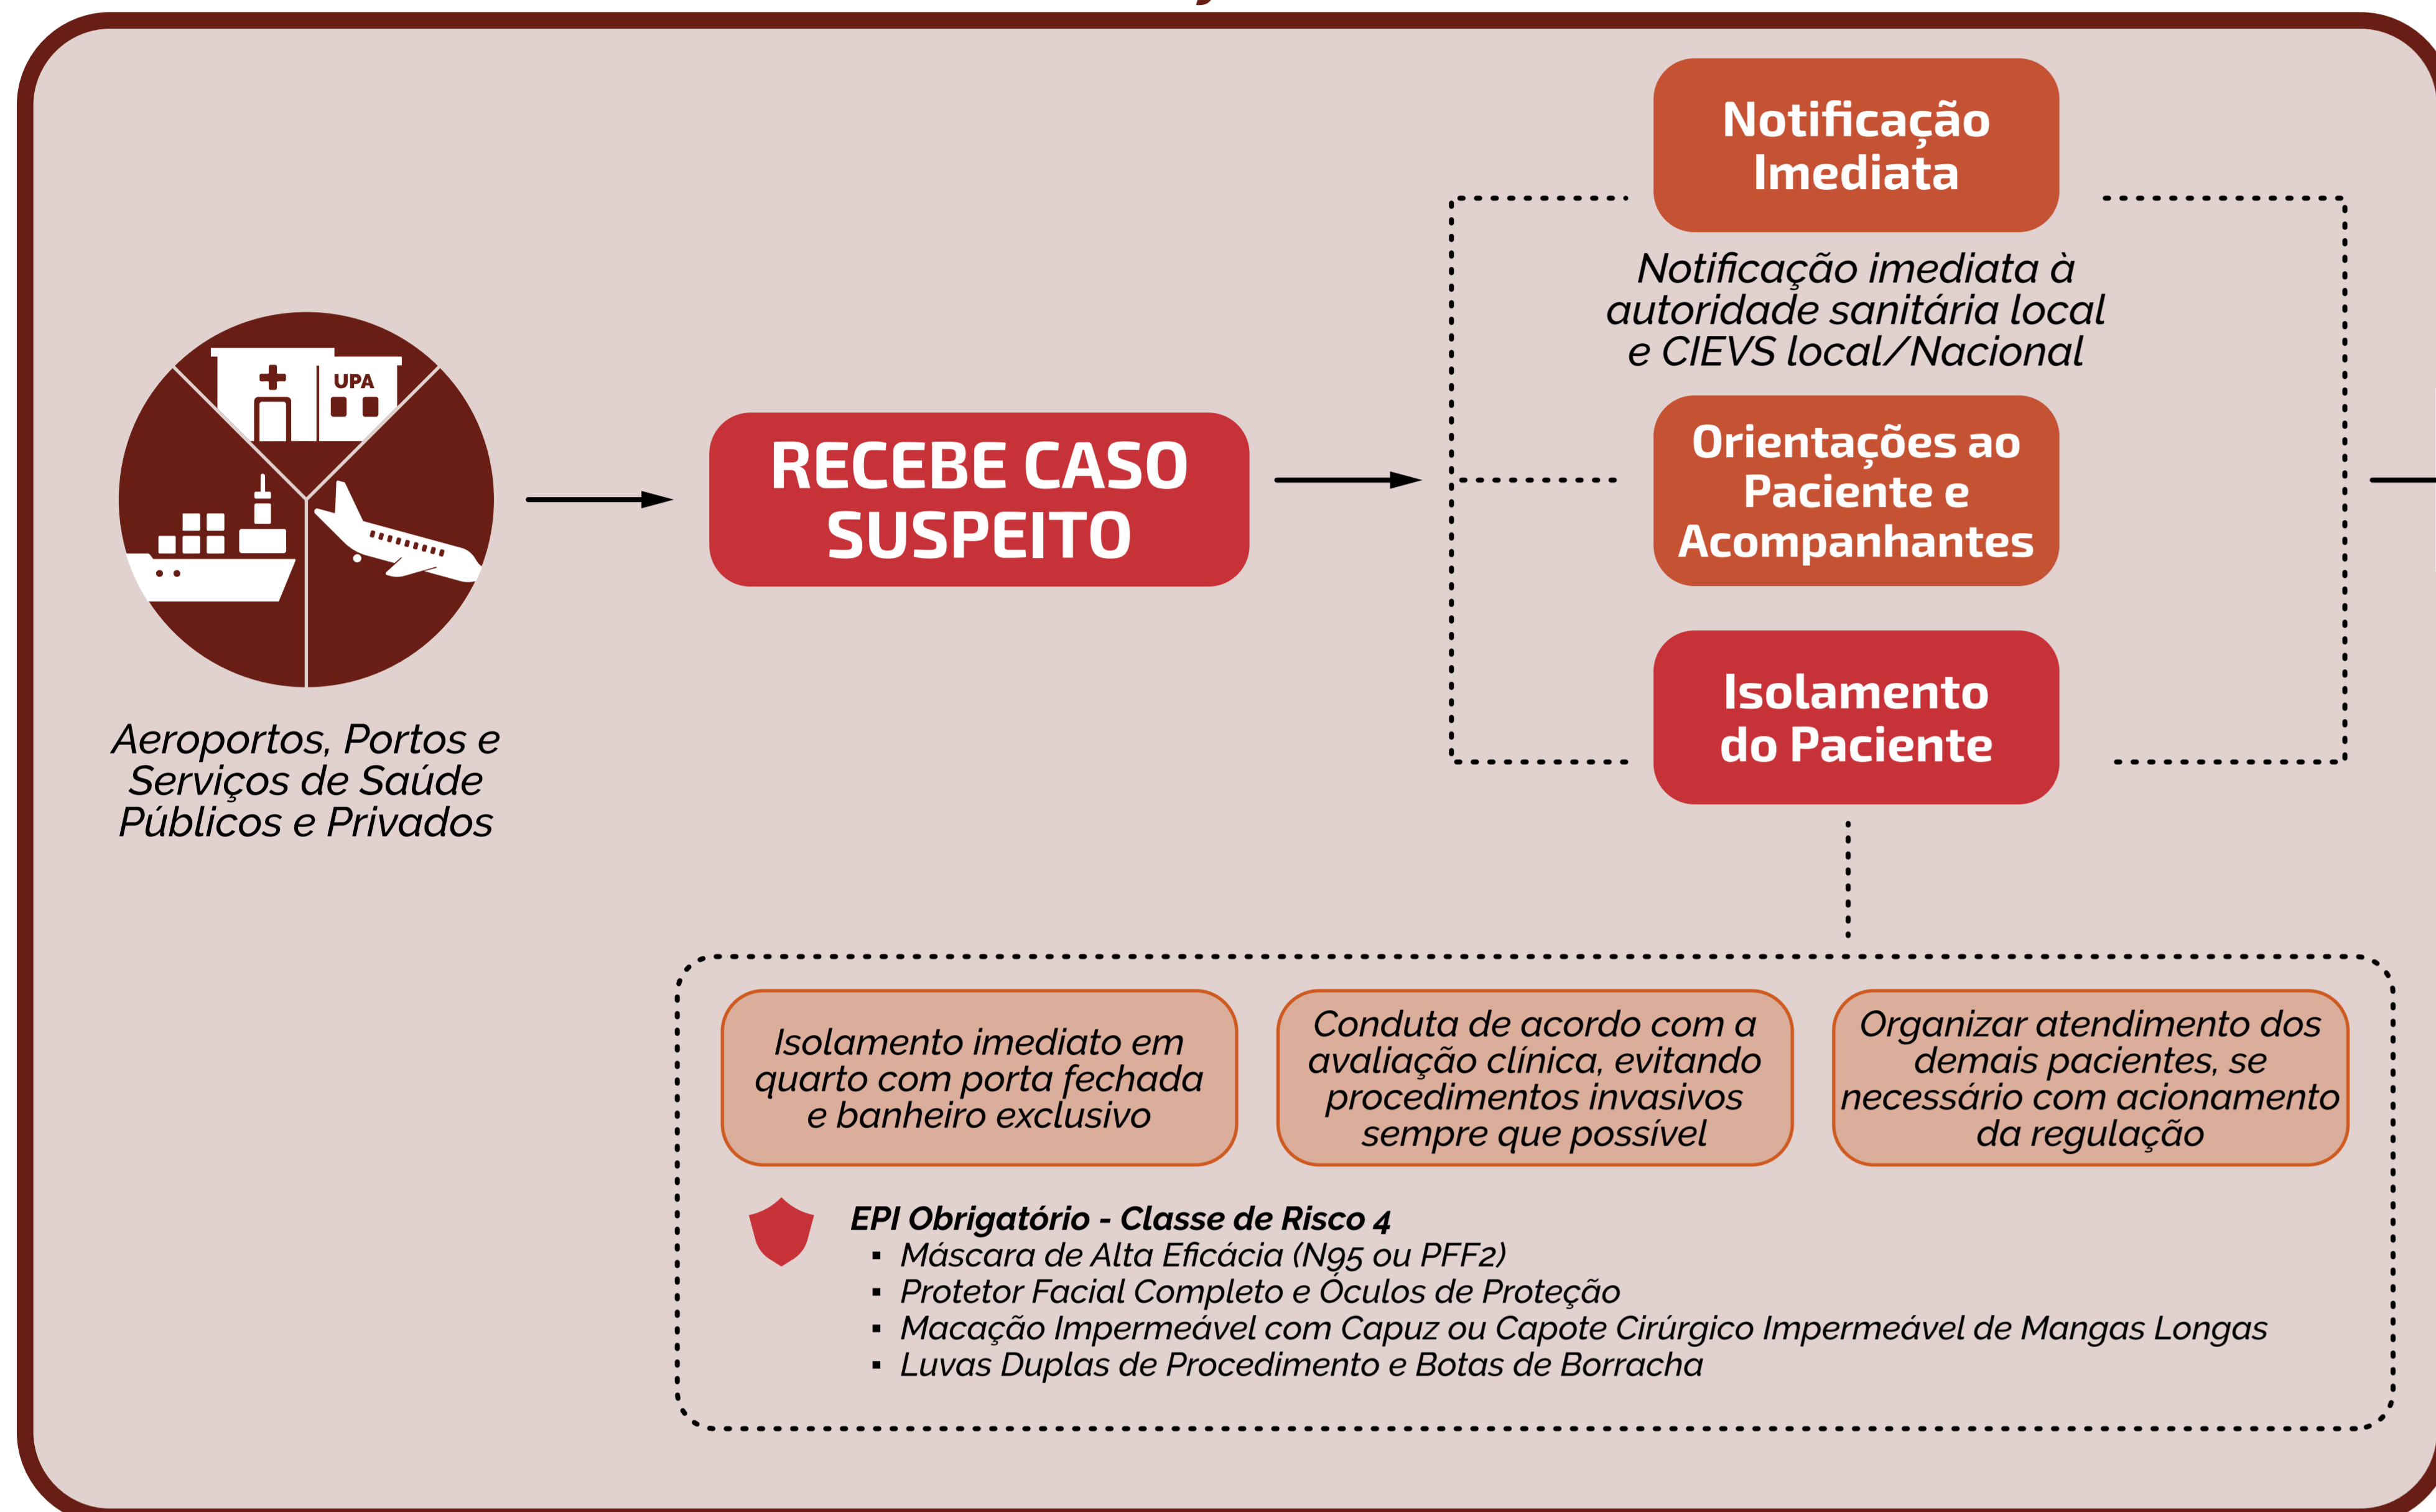 UPA
Aeroportos, Portos e
Serviços de Saúde
Públicos e Privados
RECEBE CASO
SUSPEITO
Notificação
Imediata
Notificação imediata à
autoridade sanitária local
e CIEVS local/Nacional
Orientações ao
Paciente e
Acompanhantes
Isolamento
do Paciente
Isolamento imediato em
quarto com porta fechada
e banheiro exclusivo
Conduta de acordo com a
avaliação clínica, evitando
procedimentos invasivos
sempre que possível
Organizar atendimento dos
demais pacientes, se
necessário com acionamento
da regulação
EPI Obrigatório - Classe de Risco 4
▪ Máscara de Alta Eficácia (N95 ou PFF2)
▪ Protetor Facial Completo e Óculos de Proteção
▪ Macação Impermeável com Capuz ou Capote Cirúrgico Impermeável de Mangas Longas
▪ Luvas Duplas de Procedimento e Botas de Borracha